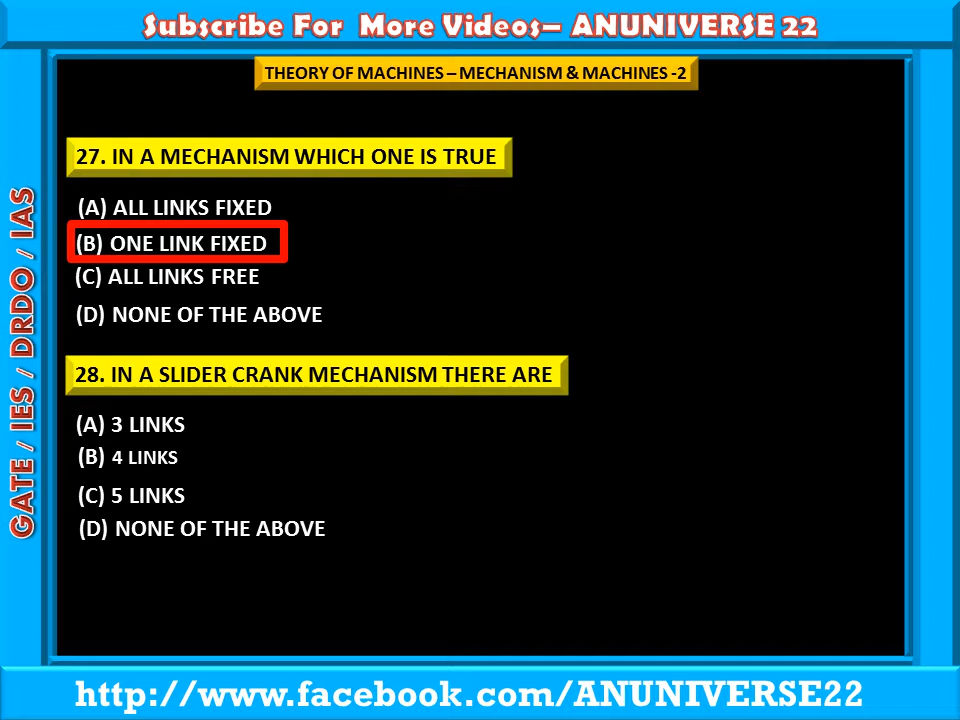 Subscribe For More Videos– ANUNIVERSE 22
THEORY OF MACHINES – MECHANISM & MACHINES -2
GATE / IES / DRDO / IAS
27. IN A MECHANISM WHICH ONE IS TRUE
(A) ALL LINKS FIXED
(B) ONE LINK FIXED
(C) ALL LINKS FREE
(D) NONE OF THE ABOVE
28. IN A SLIDER CRANK MECHANISM THERE ARE
(A) 3 LINKS
(B) 4 LINKS
(C) 5 LINKS
(D) NONE OF THE ABOVE
http://www.facebook.com/ANUNIVERSE22